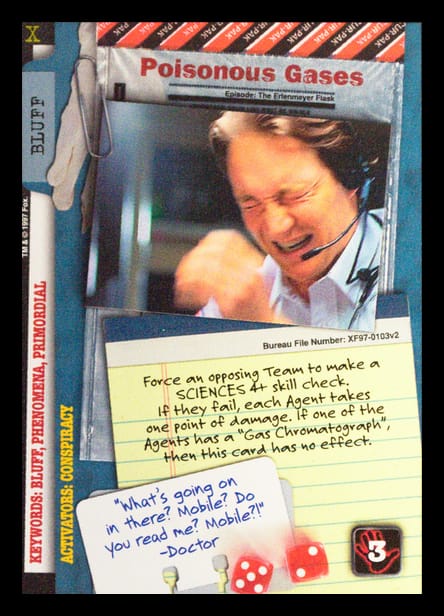 X
BLUFF
TM & © 1997 Fox.
KEYWORDS: BLUFF, PHENOMENA, PRIMORDIAL
ACTIVATORS: CONSPIRACY
Poisonous Gases
Episode: The Erlenmeyer Flask
Bureau File Number: XF97-0103v2
Force an opposing Team to make a
SCIENCES 4+ skill check.
If they fail, each Agent takes
one point of damage. If one of the
Agents has a "Gas Chromatograph",
then this card has no effect.
"What's going on
in there? Mobile? Do
you read me? Mobile?!"
-Doctor
3